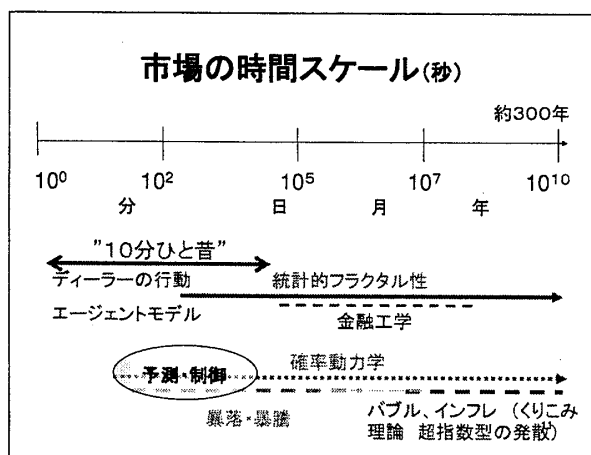 市場の時間スケール(秒)
約300年
10⁰ 10² 10⁵ 10⁷ 10¹⁰
分 日 月 年
"10分ひと昔"
ディーラーの行動 統計的フラクタル性
エージェントモデル 金融工学
予測・制御 確率動力学
暴落・暴騰 バブル、インフレ (くりこみ
理論 超指数型の発散)